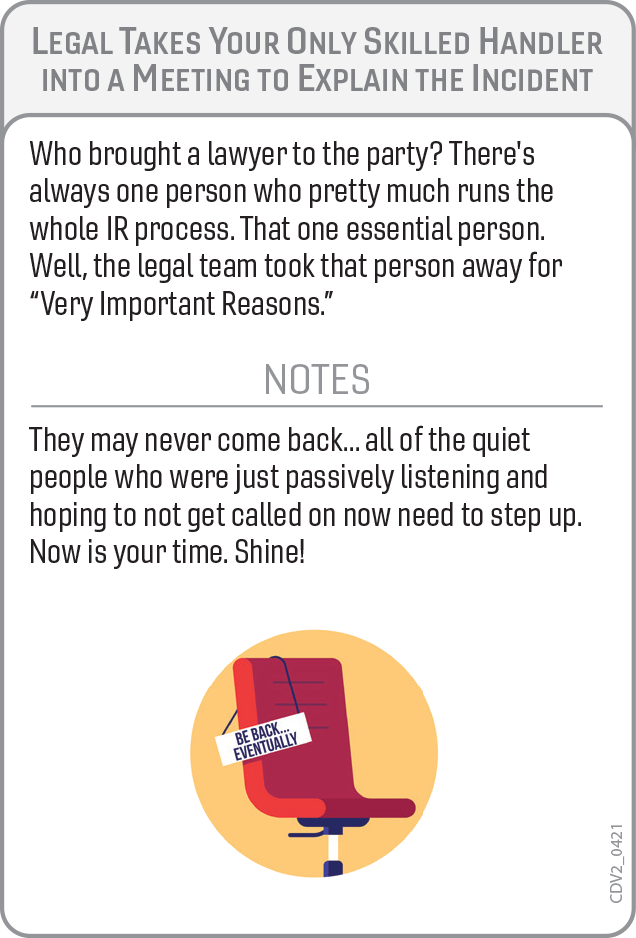 Legal Takes Your Only Skilled Handler
into a Meeting to Explain the Incident
Who brought a lawyer to the party? There's
always one person who pretty much runs the
whole IR process. That one essential person.
Well, the legal team took that person away for
“Very Important Reasons.”
NOTES
They may never come back... all of the quiet
people who were just passively listening and
hoping to not get called on now need to step up.
Now is your time. Shine!
BE BACK...
EVENTUALLY
CDV2_0421